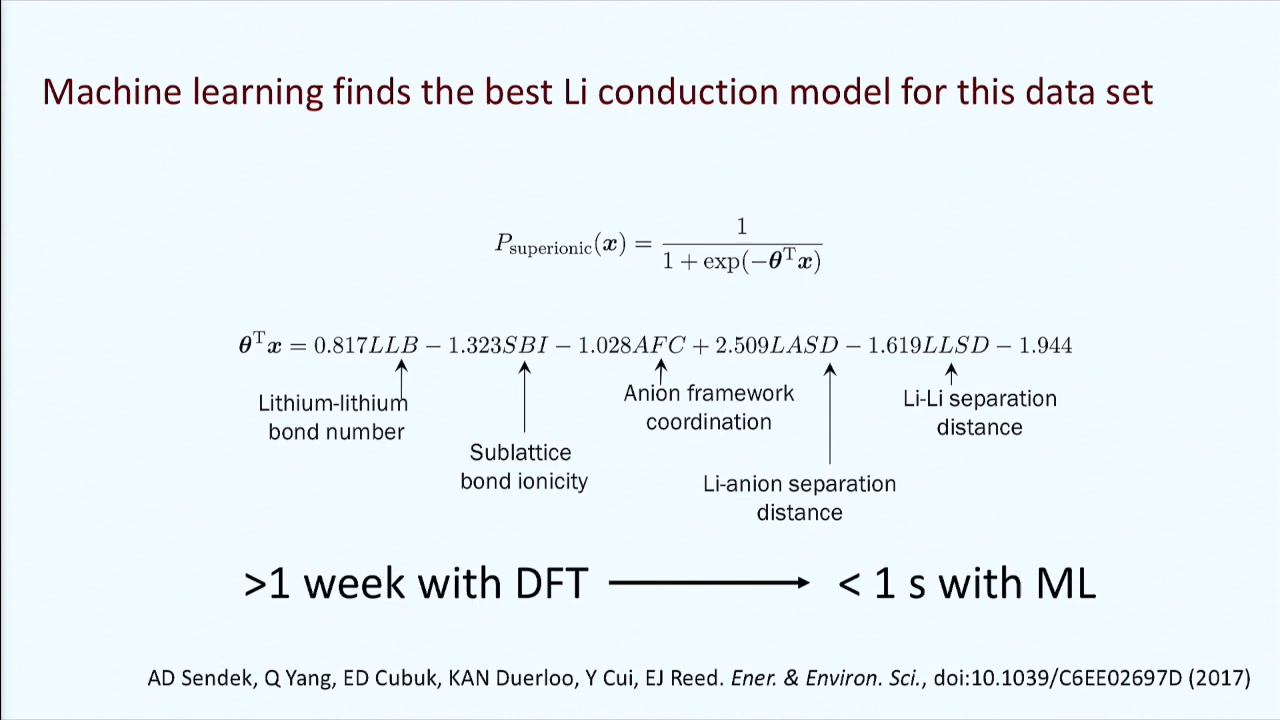 Machine learning finds the best Li conduction model for this data set
P_superionic(x) = 1 / (1 + exp(−θ^T x))
θ^T x = 0.817LLB − 1.323SBI − 1.028AFC + 2.509LASD − 1.619LLSD − 1.944
Lithium-lithium
bond number
Sublattice
bond ionicity
Anion framework
coordination
Li-anion separation
distance
Li-Li separation
distance
>1 week with DFT
< 1 s with ML
AD Sendek, Q Yang, ED Cubuk, KAN Duerloo, Y Cui, EJ Reed. Ener. & Environ. Sci., doi:10.1039/C6EE02697D (2017)